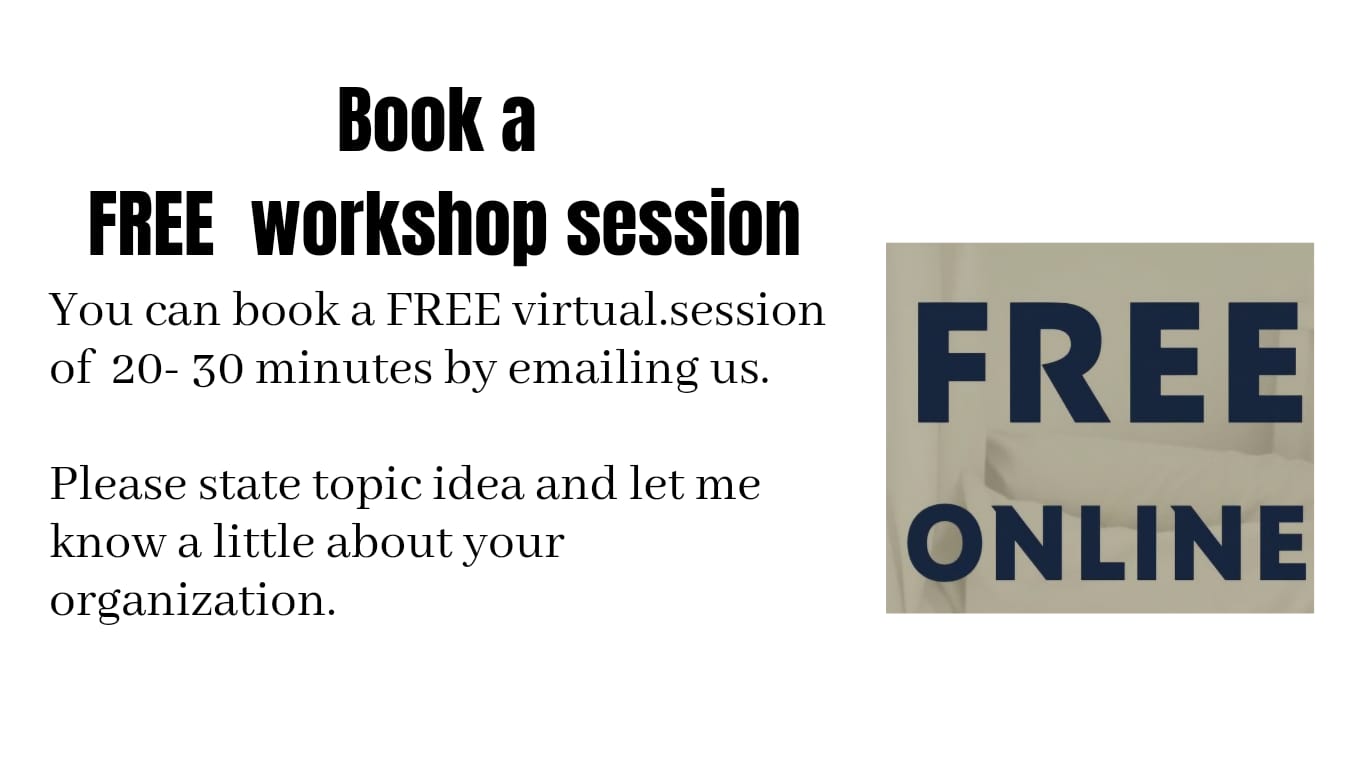 Book a
FREE  workshop session
You can book a FREE virtual.session
of  20- 30 minutes by emailing us.
Please state topic idea and let me
know a little about your
organization.
FREE
ONLINE